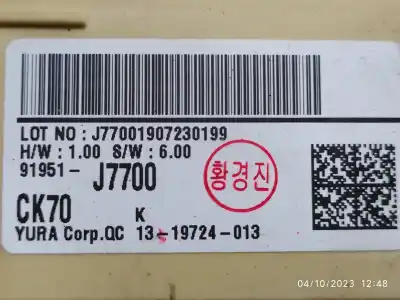 LOT NO : J77001907230199
H/W : 1.00 S/W : 6.00
91951- J7700
황경진
CK70 K
YURA Corp.QC 13-19724-013
04/10/2023 12:48